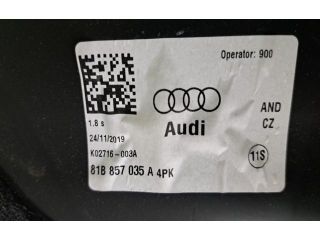 Operator: 900
1.8 s
24/11/2019
K02716-003A
Audi
AND
CZ
11S
81B 857 035 A 4PK